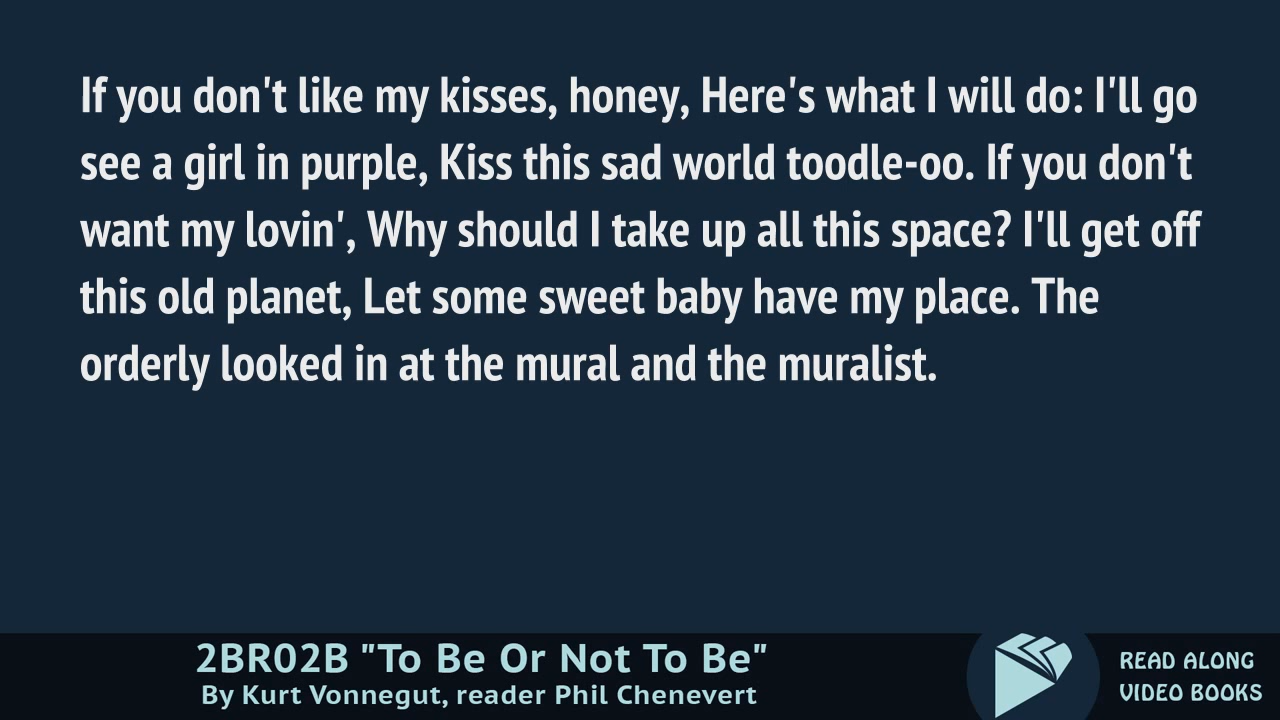 If you don't like my kisses, honey, Here's what I will do: I'll go
see a girl in purple, Kiss this sad world toodle-oo. If you don't
want my lovin', Why should I take up all this space? I'll get off
this old planet, Let some sweet baby have my place. The
orderly looked in at the mural and the muralist.
2BR02B "To Be Or Not To Be"
By Kurt Vonnegut, reader Phil Chenevert
READ ALONG
VIDEO BOOKS